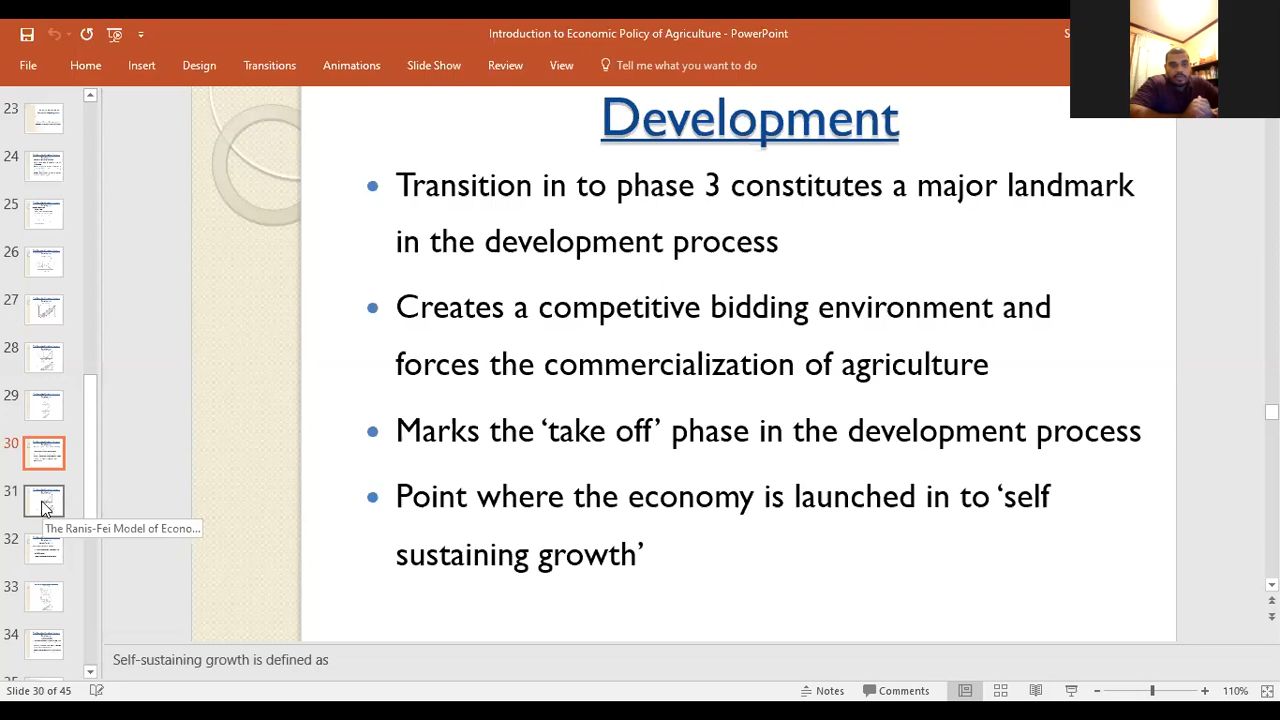 Introduction to Economic Policy of Agriculture - PowerPoint
S
File Home Insert Design Transitions Animations Slide Show Review View Tell me what you want to do
23
24
25
26
27
28
29
30
31
32
33
34
The Ranis-Fei Model of Econo...
Development
• Transition in to phase 3 constitutes a major landmark
in the development process
• Creates a competitive bidding environment and
forces the commercialization of agriculture
• Marks the ‘take off’ phase in the development process
• Point where the economy is launched in to ‘self
sustaining growth’
Self-sustaining growth is defined as
Slide 30 of 45 Notes Comments 110%